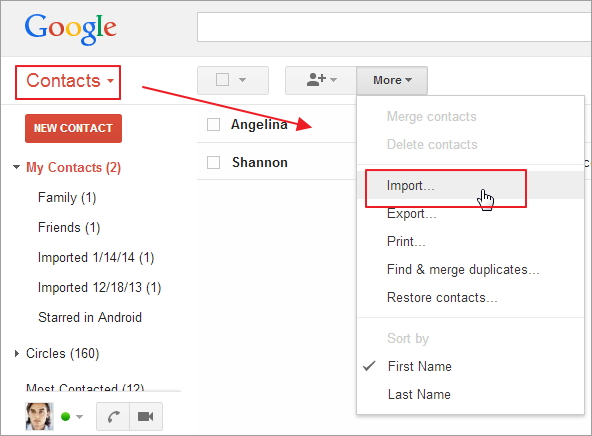 Google
Contacts
More
NEW CONTACT
My Contacts (2)
Family (1)
Friends (1)
Imported 1/14/14 (1)
Imported 12/18/13 (1)
Starred in Android
Circles (160)
Most Contacted (12)
Angelina
Shannon
Merge contacts
Delete contacts
Import...
Export...
Print...
Find & merge duplicates...
Restore contacts...
Sort by
First Name
Last Name